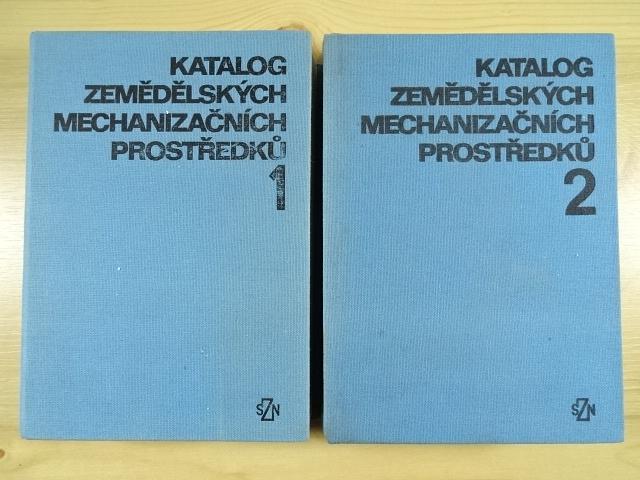 KATALOG
ZEMĚDĚLSKÝCH
MECHANIZAČNÍCH
PROSTŘEDKŮ
1
SZN
KATALOG
ZEMĚDĚLSKÝCH
MECHANIZAČNÍCH
PROSTŘEDKŮ
2
SZN